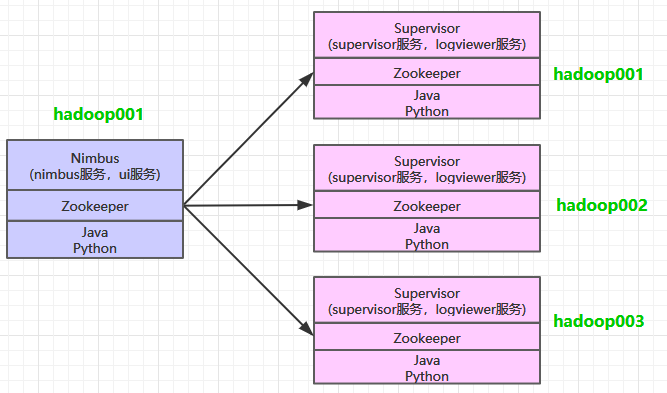 hadoop001
Nimbus
(nimbus服务，ui服务)
Zookeeper
Java
Python
Supervisor
(supervisor服务，logviewer服务)
Zookeeper
Java
Python
hadoop001
Supervisor
(supervisor服务，logviewer服务)
Zookeeper
Java
Python
hadoop002
Supervisor
(supervisor服务，logviewer服务)
Zookeeper
Java
Python
hadoop003